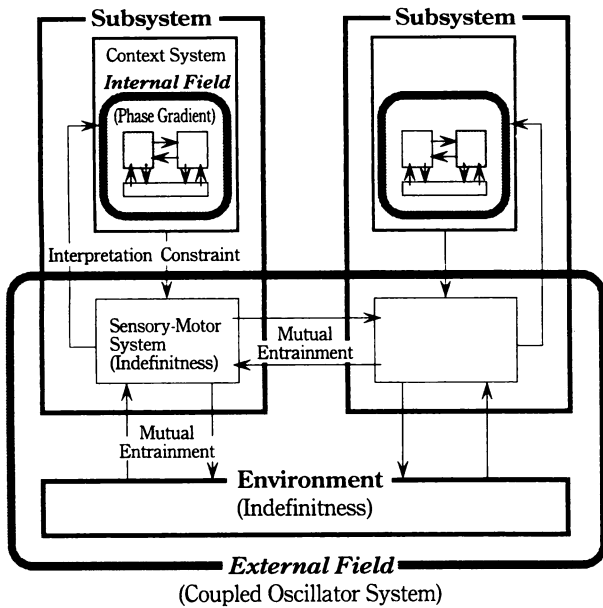 Subsystem
Subsystem
Context System
Internal Field
(Phase Gradient)
Interpretation Constraint
Sensory-Motor
System
(Indefinitness)
Mutual
Entrainment
Mutual
Entrainment
Environment
(Indefinitness)
External Field
(Coupled Oscillator System)